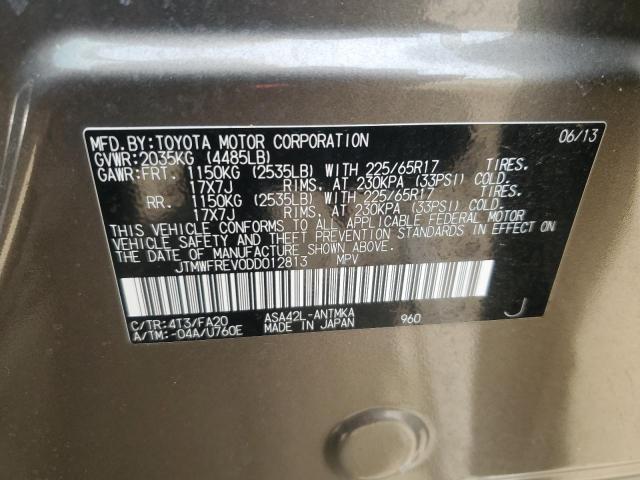 MFD.BY:TOYOTA MOTOR CORPORATION 06/13
GVWR:2035KG (4485LB)
GAWR:FRT. 1150KG (2535LB) WITH 225/65R17 TIRES.
17X7J RIMS, AT 230KPA (33PSI) COLD.
RR. 1150KG (2535LB) WITH 225/65R17 TIRES.
17X7J RIMS, AT 230KPA (33PSI) COLD.
THIS VEHICLE CONFORMS TO ALL APPLICABLE FEDERAL MOTOR
VEHICLE SAFETY AND THEFT PREVENTION STANDARDS IN EFFECT ON
THE DATE OF MANUFACTURE SHOWN ABOVE.
JTMWFREV0DD012813 MPV
C/TR:4T3/FA20 ASA42L-ANTMKA
A/TM:-04A/U760E MADE IN JAPAN 960 J